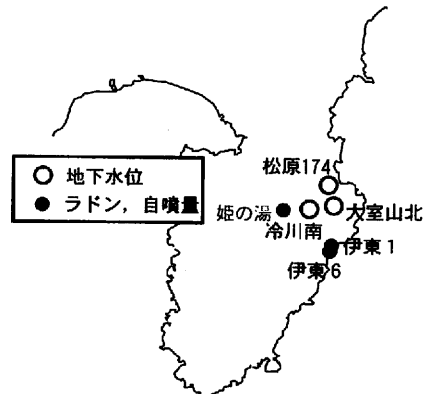 松原174
地下水位
ラドン，自噴量
姫の湯
大室山北
冷川南
伊東1
伊東6